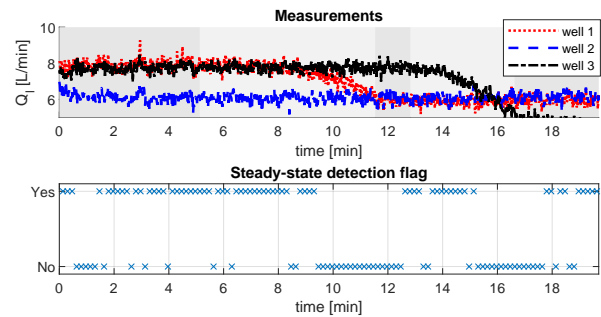 Measurements
10
8
6
Q_l [L/min]
well 1
well 2
well 3
0 2 4 6 8 10 12 14 16 18
time [min]
Steady-state detection flag
Yes
No
0 2 4 6 8 10 12 14 16 18
time [min]